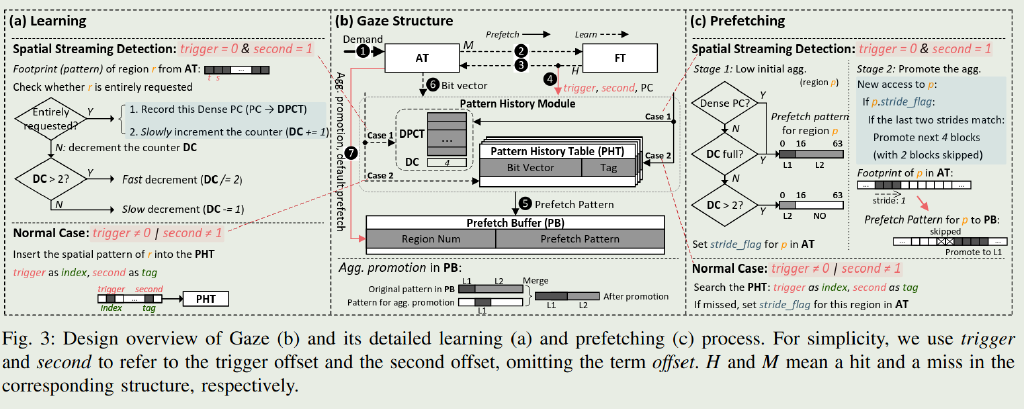 (a) Learning
Spatial Streaming Detection: trigger = 0 & second = 1
Footprint (pattern) of region r from AT:
...
t s
Check whether r is entirely requested
Entirely
requested?
Y
1. Record this Dense PC (PC → DPCT)
2. Slowly increment the counter (DC += 1)
N: decrement the counter DC
DC > 2?
Y
Fast decrement (DC /= 2)
N
Slow decrement (DC -= 1)
Normal Case: trigger ≠ 0 | second ≠ 1
Insert the spatial pattern of r into the PHT
trigger as index, second as tag
trigger second
...
index tag
PHT
(b) Gaze Structure
Demand
1
AT
M
Prefetch
Learn
2
3
H
FT
4
trigger, second, PC
6 Bit vector
Agg. promotion, default prefetch
7
Pattern History Module
Case 1
Case 1
DPCT
...
DC
4
Pattern History Table (PHT)
Bit Vector
Tag
Case 2
Case 2
5 Prefetch Pattern
Prefetch Buffer (PB)
Region Num
Prefetch Pattern
Agg. promotion in PB:
L1 L2
Merge
Original pattern in PB
Pattern for agg. promotion
L1
L1 L2
After promotion
(c) Prefetching
Spatial Streaming Detection: trigger = 0 & second = 1
Stage 1: Low initial agg.
(region p)
Dense PC?
Y
N
Prefetch pattern
for region p
DC full?
Y
0 16 63
L1 L2
N
DC > 2?
Y
0 16 63
L2 NO
Set stride_flag for p in AT
Stage 2: Promote the agg.
New access to p:
If p.stride_flag:
If the last two strides match:
Promote next 4 blocks
(with 2 blocks skipped)
Footprint of p in AT:
...
...
stride: 1
Prefetch Pattern for p to PB:
skipped
...
...
Promote to L1
Normal Case: trigger ≠ 0 | second ≠ 1
Search the PHT: trigger as index, second as tag
If missed, set stride_flag for this region in AT
Fig. 3: Design overview of Gaze (b) and its detailed learning (a) and prefetching (c) process. For simplicity, we use trigger
and second to refer to the trigger offset and the second offset, omitting the term offset. H and M mean a hit and a miss in the
corresponding structure, respectively.